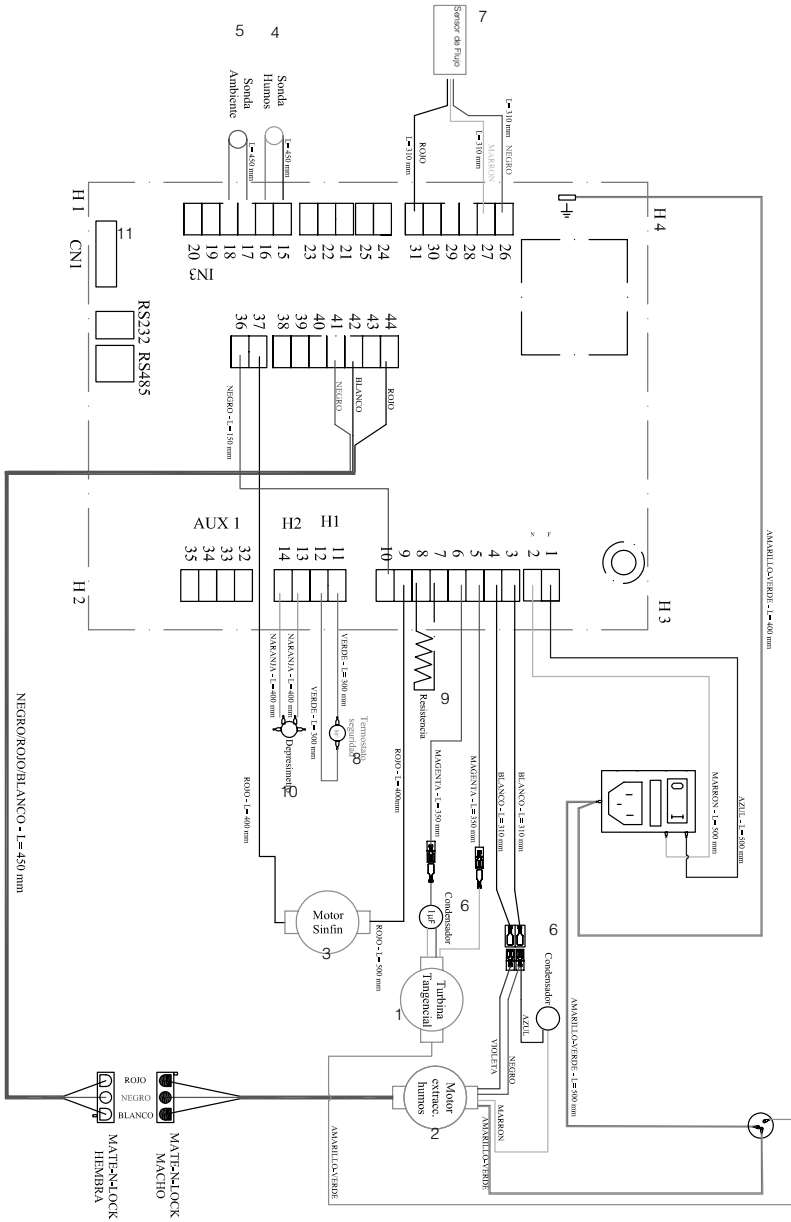 5
4
7
Sensor de Flujo
Sonda
Ambiente
Sonda
Humos
L= 450 mm
L= 450 mm
L= 310 mm
ROJO
L= 310 mm
MARRON
L= 310 mm
NEGRO
H 1
H 4
20
19
18
17
16
15
23
22
21
25
24
31
30
29
28
27
26
IN3
11
CN1
RS232
RS485
36
37
38
39
40
41
42
43
44
NEGRO - L= 150 mm
NEGRO
BLANCO
ROJO
AMARILLO-VERDE - L= 400 mm
AUX 1
H2
H1
35
34
33
32
14
13
12
11
10
9
8
7
6
5
4
3
2
1
N
F
H 2
H 3
NARANJA - L= 400 mm
NARANJA - L= 400 mm
VERDE - L= 300 mm
VERDE - L= 300 mm
Termostato
seguridad
8
Depresimetro
10
Resistencia
9
ROJO - L= 400 mm
ROJO - L= 400mm
MAGENTA - L= 350 mm
MAGENTA - L= 350 mm
BLANCO - L= 310 mm
BLANCO - L= 310 mm
MARRON - L= 500 mm
AZUL - L= 500 mm
O
I
NEGRO/ROJO/BLANCO - L= 450 mm
Motor
Sinfin
3
ROJO - L= 500 mm
Condensador
6
1µF
Turbina
Tangencial
1
6
Condensador
AZUL
VIOLETA
NEGRO
MARRON
AMARILLO-VERDE
AMARILLO-VERDE - L= 500 mm
Motor
extracc.
humos
2
AMARILLO-VERDE
ROJO
NEGRO
BLANCO
MATE-N-LOCK
HEMBRA
MATE-N-LOCK
MACHO